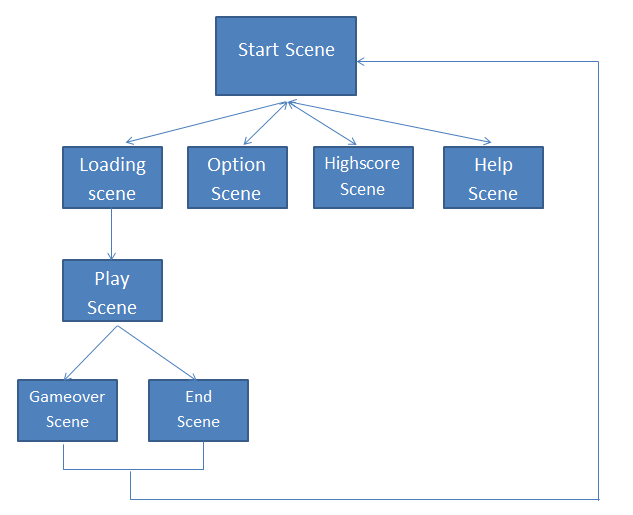 Start Scene
Loading
scene
Option
Scene
Highscore
Scene
Help
Scene
Play
Scene
Gameover
Scene
End
Scene